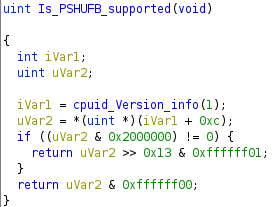 uint Is_PSHUFB_supported(void)
{
int iVar1;
uint uVar2;
iVar1 = cpuid_Version_info(1);
uVar2 = *(uint *)(iVar1 + 0xc);
if ((uVar2 & 0x2000000) != 0) {
return uVar2 >> 0x13 & 0xffffff01;
}
return uVar2 & 0xffffff00;
}